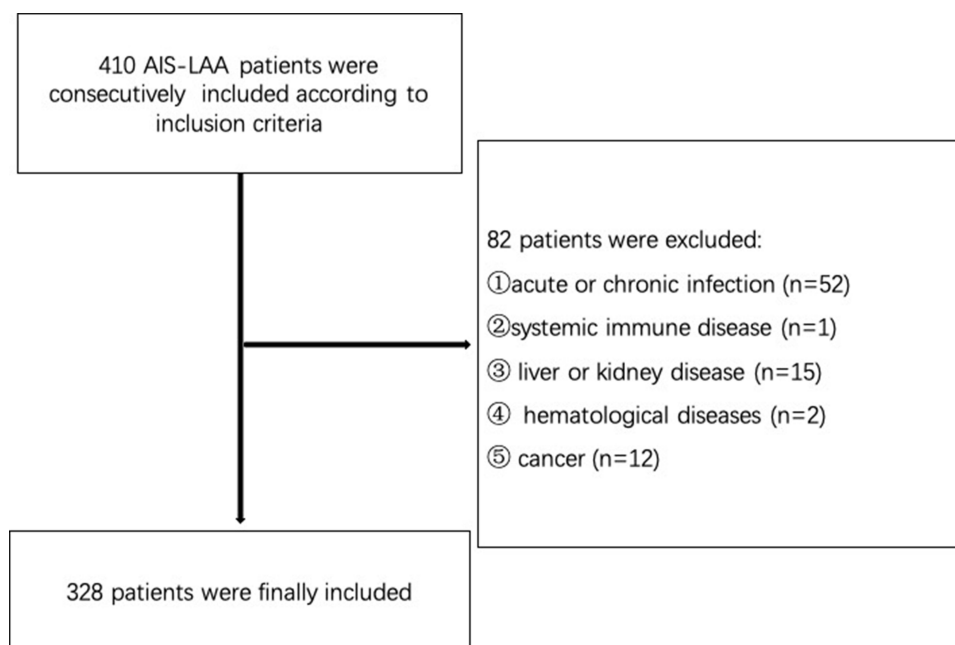 410 AIS-LAA patients were
consecutively included according to
inclusion criteria
82 patients were excluded:
①acute or chronic infection (n=52)
②systemic immune disease (n=1)
③ liver or kidney disease (n=15)
④ hematological diseases (n=2)
⑤ cancer (n=12)
328 patients were finally included